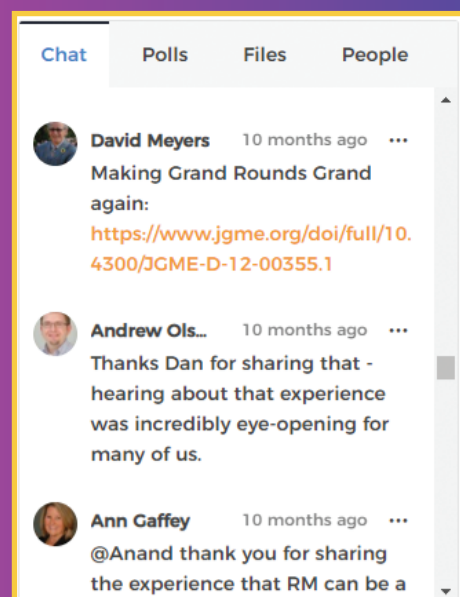 Chat Polls Files People
David Meyers 10 months ago ...
Making Grand Rounds Grand
again:
https://www.jgme.org/doi/full/10.
4300/JGME-D-12-00355.1
Andrew Ols... 10 months ago ...
Thanks Dan for sharing that -
hearing about that experience
was incredibly eye-opening for
many of us.
Ann Gaffey 10 months ago ...
@Anand thank you for sharing
the experience that RM can be a